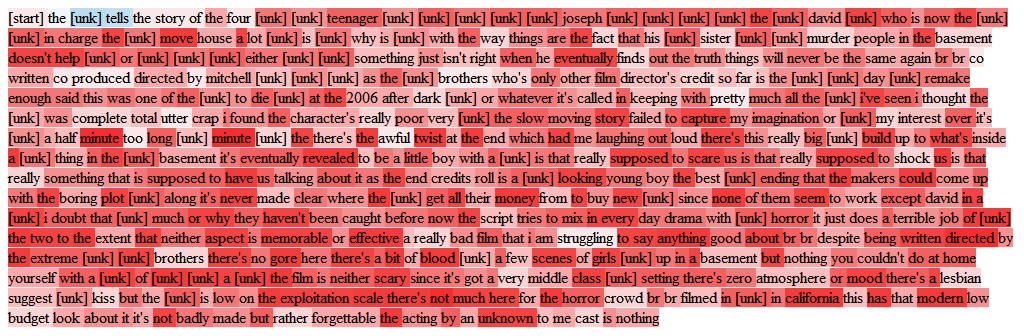 [start] the [unk] tells the story of the four [unk] [unk] teenager [unk] [unk] [unk] [unk] [unk] joseph [unk] [unk] [unk] [unk] the [unk] david [unk] who is now the [unk]
[unk] in charge the [unk] move house a lot [unk] is [unk] why is [unk] with the way things are the fact that his [unk] sister [unk] [unk] murder people in the basement
doesn't help [unk] or [unk] [unk] [unk] either [unk] [unk] something just isn't right when he eventually finds out the truth things will never be the same again br br co
written co produced directed by mitchell [unk] [unk] [unk] as the [unk] brothers who's only other film director's credit so far is the [unk] [unk] day [unk] remake
enough said this was one of the [unk] to die [unk] at the 2006 after dark [unk] or whatever it's called in keeping with pretty much all the [unk] i've seen i thought the
[unk] was complete total utter crap i found the character's really poor very [unk] the slow moving story failed to capture my imagination or [unk] my interest over it's
[unk] a half minute too long [unk] minute [unk] the there's the awful twist at the end which had me laughing out loud there's this really big [unk] build up to what's inside
a [unk] thing in the [unk] basement it's eventually revealed to be a little boy with a [unk] is that really supposed to scare us is that really supposed to shock us is that
really something that is supposed to have us talking about it as the end credits roll is a [unk] looking young boy the best [unk] ending that the makers could come up
with the boring plot [unk] along it's never made clear where the [unk] get all their money from to buy new [unk] since none of them seem to work except david in a
[unk] i doubt that [unk] much or why they haven't been caught before now the script tries to mix in every day drama with [unk] horror it just does a terrible job of [unk]
the two to the extent that neither aspect is memorable or effective a really bad film that i am struggling to say anything good about br br despite being written directed by
the extreme [unk] [unk] brothers there's no gore here there's a bit of blood [unk] a few scenes of girls [unk] up in a basement but nothing you couldn't do at home
yourself with a [unk] of [unk] [unk] a [unk] the film is neither scary since it's got a very middle class [unk] setting there's zero atmosphere or mood there's a lesbian
suggest [unk] kiss but the [unk] is low on the exploitation scale there's not much here for the horror crowd br br filmed in [unk] in california this has that modern low
budget look about it it's not badly made but rather forgettable the acting by an unknown to me cast is nothing